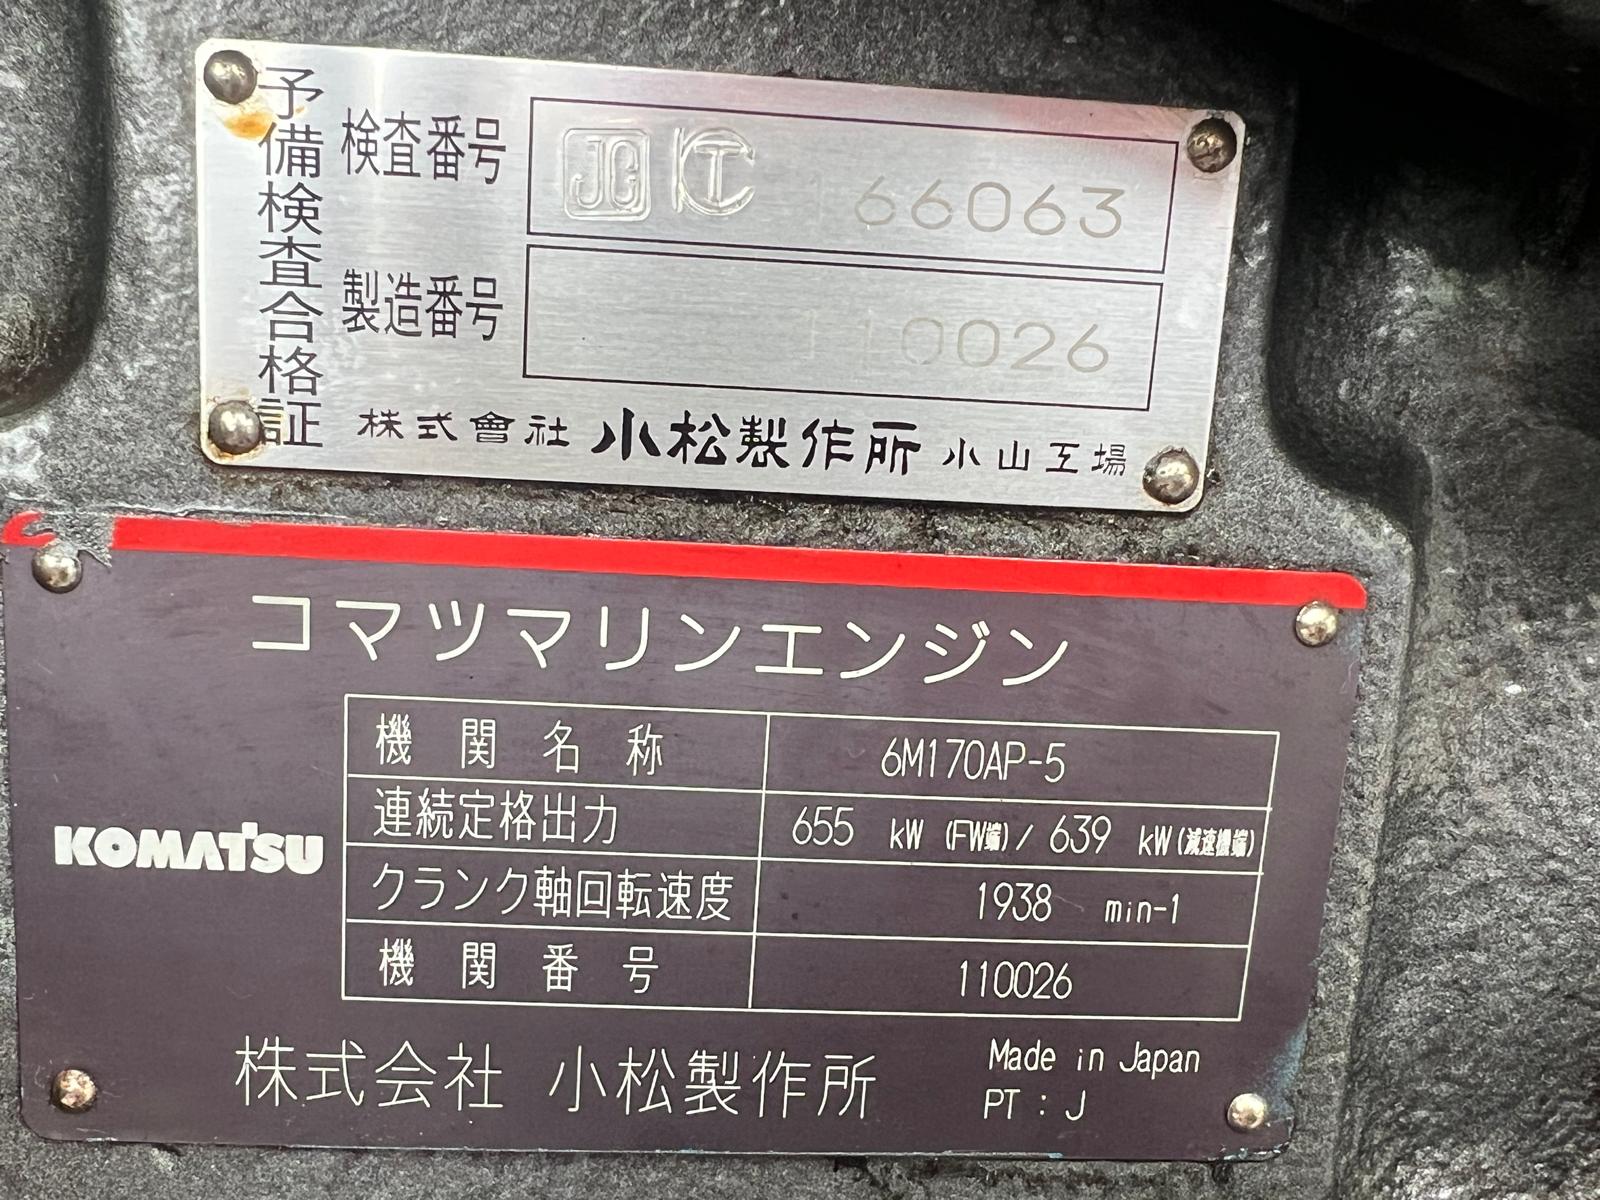 予備検査合格証
検査番号 JG 166063
製造番号 110026
株式會社 小松製作所 小山工場
コマツマリンエンジン
KOMATSU
機関名称 6M170AP-5
連続定格出力 655 kW (FW端) / 639 kW (減速機端)
クランク軸回転速度 1938 min-1
機関番号 110026
株式会社 小松製作所
Made in Japan
PT : J